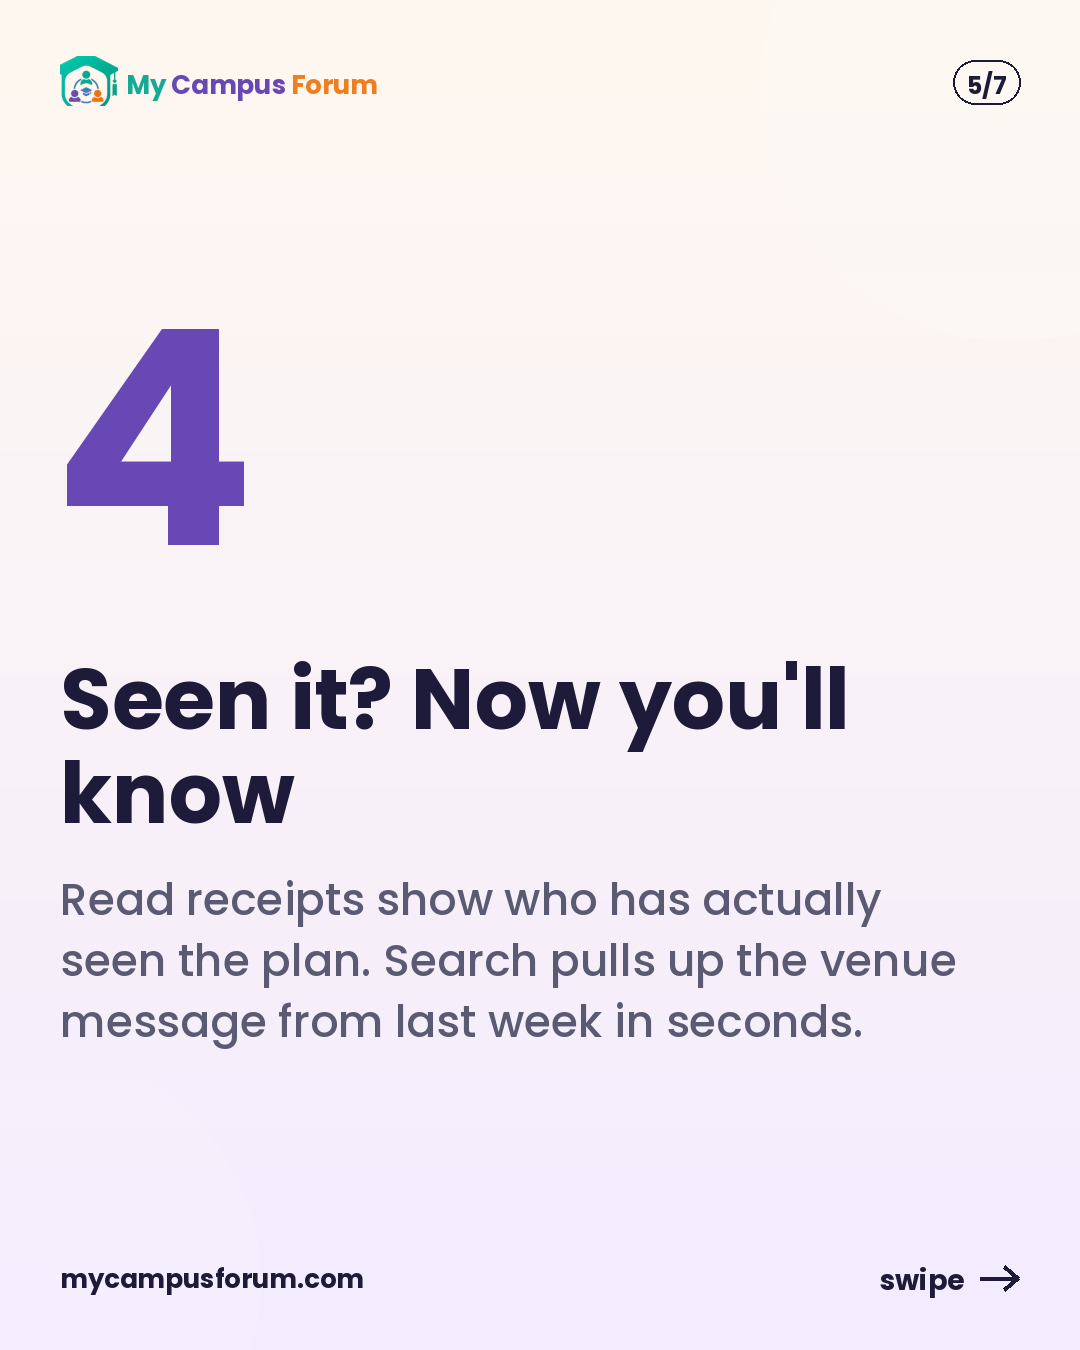 My Campus Forum
5/7
4
Seen it? Now you'll
know
Read receipts show who has actually
seen the plan. Search pulls up the venue
message from last week in seconds.
mycampusforum.com
swipe →